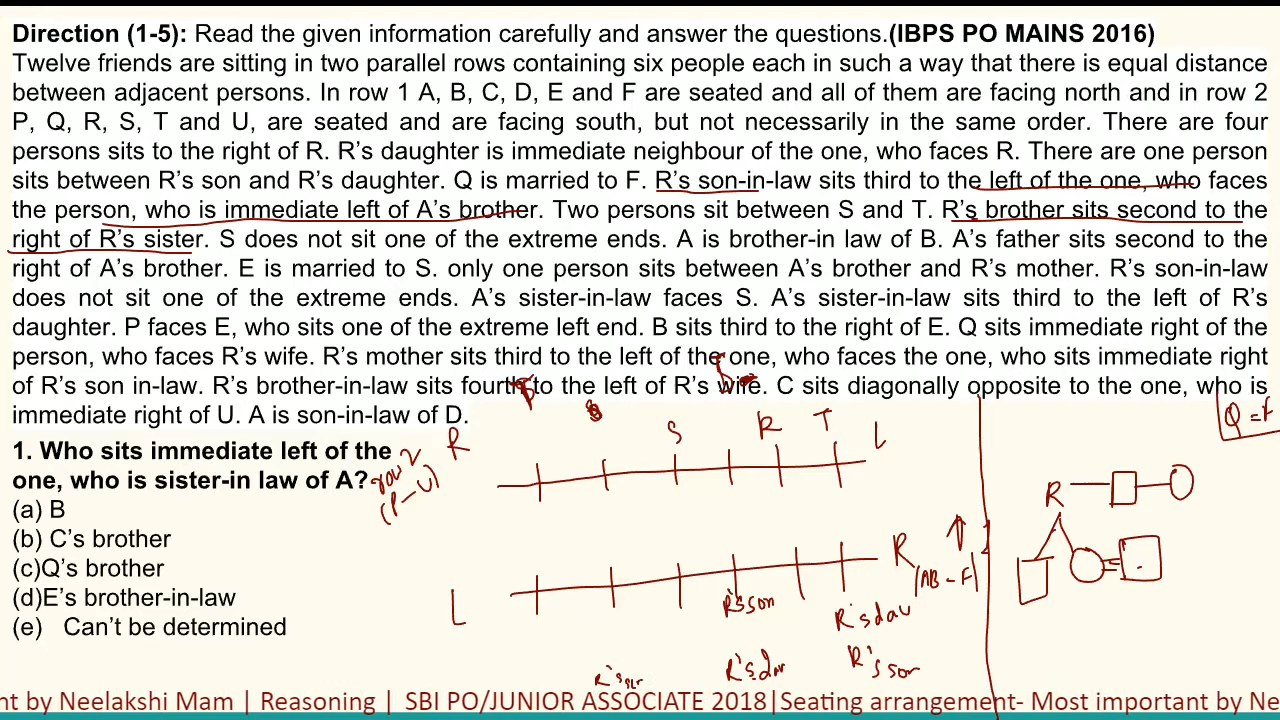 Direction (1-5): Read the given information carefully and answer the questions.(IBPS PO MAINS 2016)
Twelve friends are sitting in two parallel rows containing six people each in such a way that there is equal distance
between adjacent persons. In row 1 A, B, C, D, E and F are seated and all of them are facing north and in row 2
P, Q, R, S, T and U, are seated and are facing south, but not necessarily in the same order. There are four
persons sits to the right of R. R's daughter is immediate neighbour of the one, who faces R. There are one person
sits between R's son and R's daughter. Q is married to F. R's son-in-law sits third to the left of the one, who faces
the person, who is immediate left of A's brother. Two persons sit between S and T. R's brother sits second to the
right of R's sister. S does not sit one of the extreme ends. A is brother-in law of B. A's father sits second to the
right of A's brother. E is married to S. only one person sits between A's brother and R's mother. R's son-in-law
does not sit one of the extreme ends. A's sister-in-law faces S. A's sister-in-law sits third to the left of R's
daughter. P faces E, who sits one of the extreme left end. B sits third to the right of E. Q sits immediate right of the
person, who faces R's wife. R's mother sits third to the left of the one, who faces the one, who sits immediate right
of R's son in-law. R's brother-in-law sits fourth to the left of R's wife. C sits diagonally opposite to the one, who is
immediate right of U. A is son-in-law of D.
1. Who sits immediate left of the
one, who is sister-in law of A?
(a) B
(b) C's brother
(c)Q's brother
(d)E's brother-in-law
(e) Can't be determined
R S R T L
row 2
(P-U)
Q = F
R
L R
(AB-F)
R's son R's dau
R's dau R's son
nt by Neelakshi Mam | Reasoning | SBI PO/JUNIOR ASSOCIATE 2018|Seating arrangement- Most important by Ne